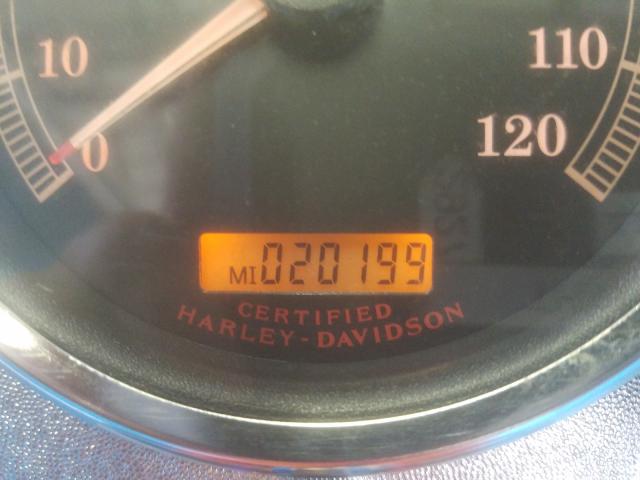 10 110
0 120
MI 020199
CERTIFIED
HARLEY-DAVIDSON